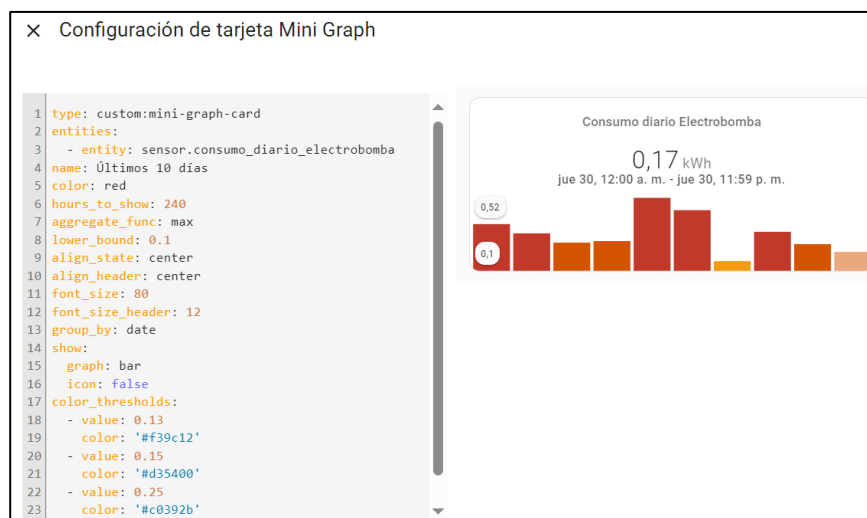 × Configuración de tarjeta Mini Graph
1 type: custom:mini-graph-card
2 entities:
3   - entity: sensor.consumo_diario_electrobomba
4 name: Últimos 10 días
5 color: red
6 hours_to_show: 240
7 aggregate_func: max
8 lower_bound: 0.1
9 align_state: center
10 align_header: center
11 font_size: 80
12 font_size_header: 12
13 group_by: date
14 show:
15   graph: bar
16   icon: false
17 color_thresholds:
18   - value: 0.13
19     color: '#f39c12'
20   - value: 0.15
21     color: '#d35400'
22   - value: 0.25
23     color: '#c0392b'
Consumo diario Electrobomba
0,17 kWh
jue 30, 12:00 a. m. - jue 30, 11:59 p. m.
0,52
0,1